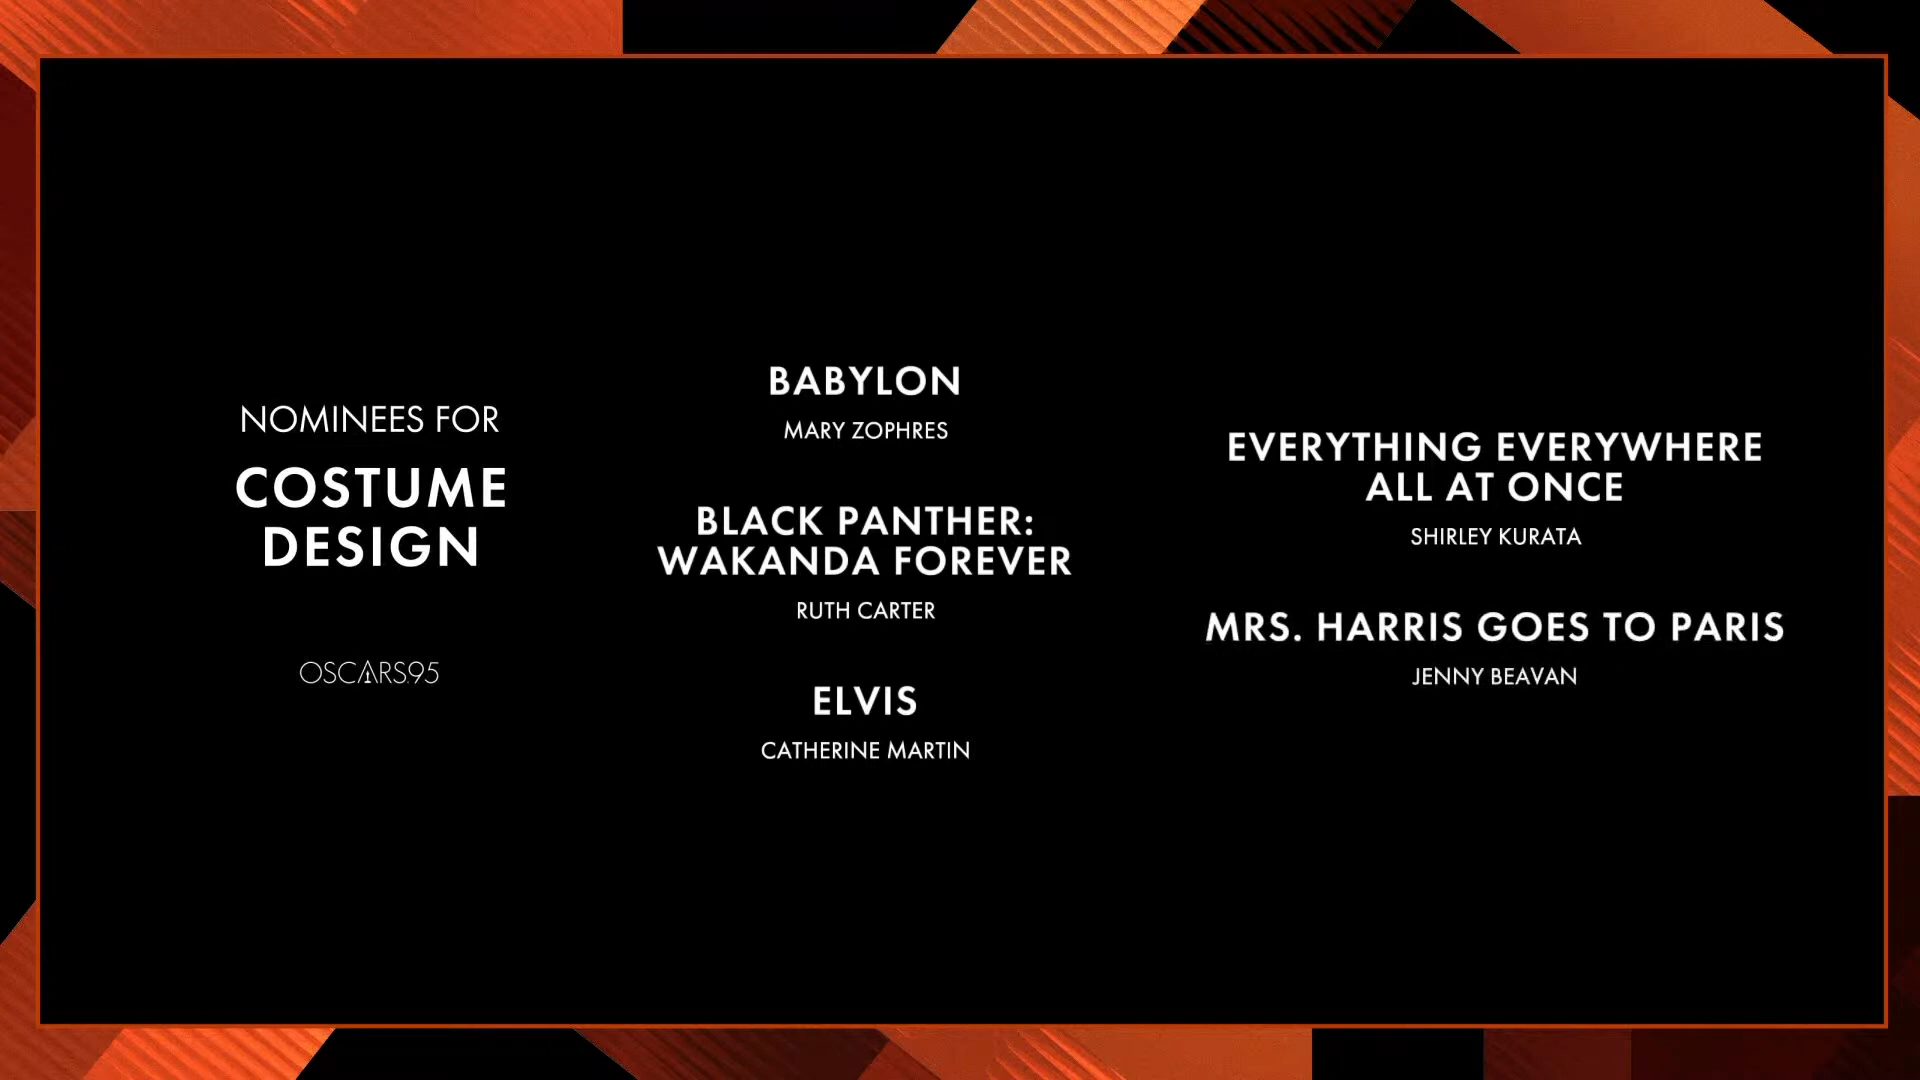 NOMINEES FOR
COSTUME
DESIGN
OSCARS95
BABYLON
MARY ZOPHRES
BLACK PANTHER:
WAKANDA FOREVER
RUTH CARTER
ELVIS
CATHERINE MARTIN
EVERYTHING EVERYWHERE
ALL AT ONCE
SHIRLEY KURATA
MRS. HARRIS GOES TO PARIS
JENNY BEAVAN